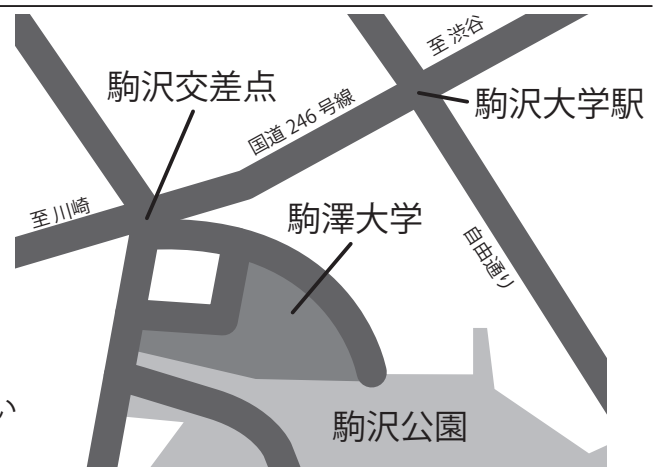 至 渋谷
駒沢交差点
駒沢大学駅
国道 246 号線
至 川崎
駒澤大学
自由通り
い
駒沢公園